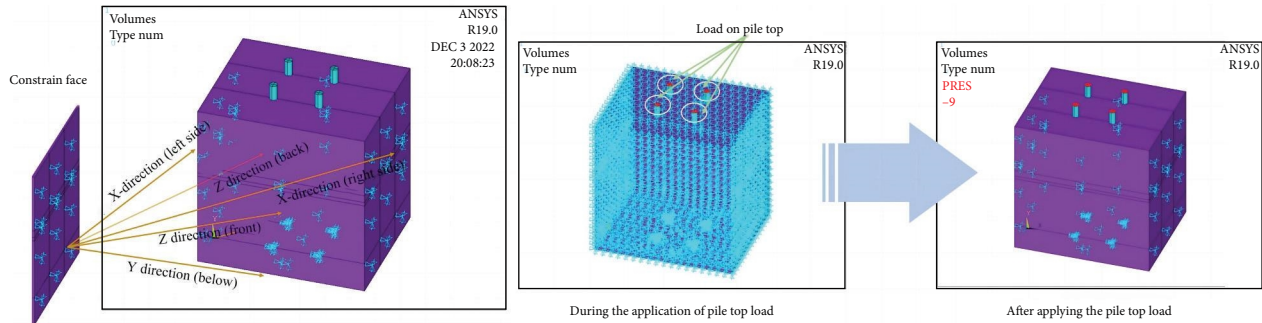 Constrain face
Volumes
Type num
ANSYS
R19.0
DEC 3 2022
20:08:23
X-direction (left side)
Z direction (back)
X-direction (right side)
Z direction (front)
Y direction (below)
Load on pile top
Volumes
Type num
ANSYS
R19.0
During the application of pile top load
Volumes
Type num
PRES
–9
ANSYS
R19.0
After applying the pile top load